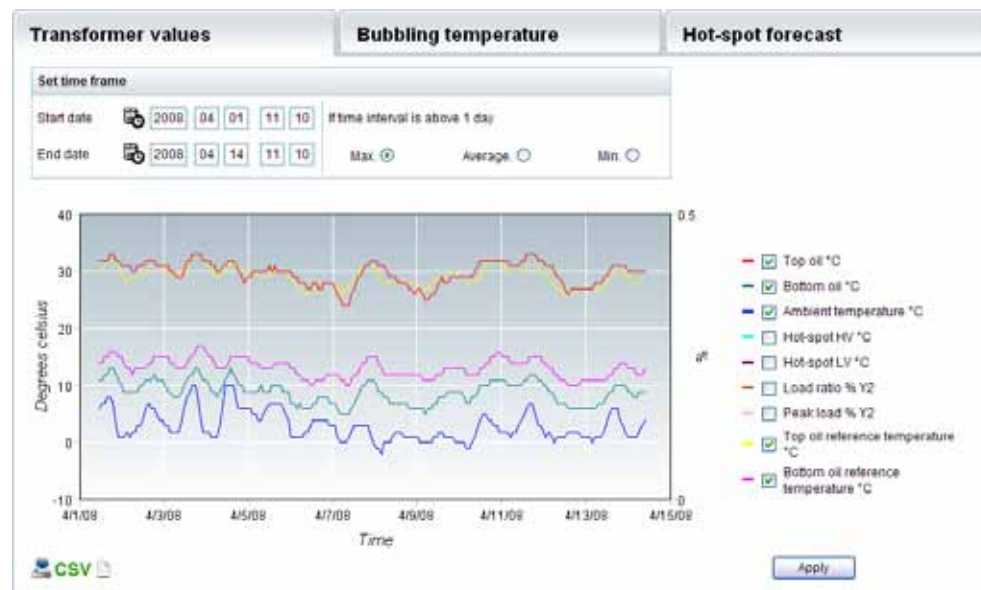 Transformer values
Bubbling temperature
Hot-spot forecast
Set time frame
Start date 2008 04 01 11 10 If time interval is above 1 day
End date 2008 04 14 11 10 Max. Average. Min.
40
30
20
10
0
-10
Degrees celsius
0.5
0
%
4/1/08 4/3/08 4/5/08 4/7/08 4/9/08 4/11/08 4/13/08 4/15/08
Time
Top oil °C
Bottom oil °C
Ambient temperature °C
Hot-spot HV °C
Hot-spot LV °C
Load ratio % Y2
Peak load % Y2
Top oil reference temperature
°C
Bottom oil reference
temperature °C
CSV
Apply